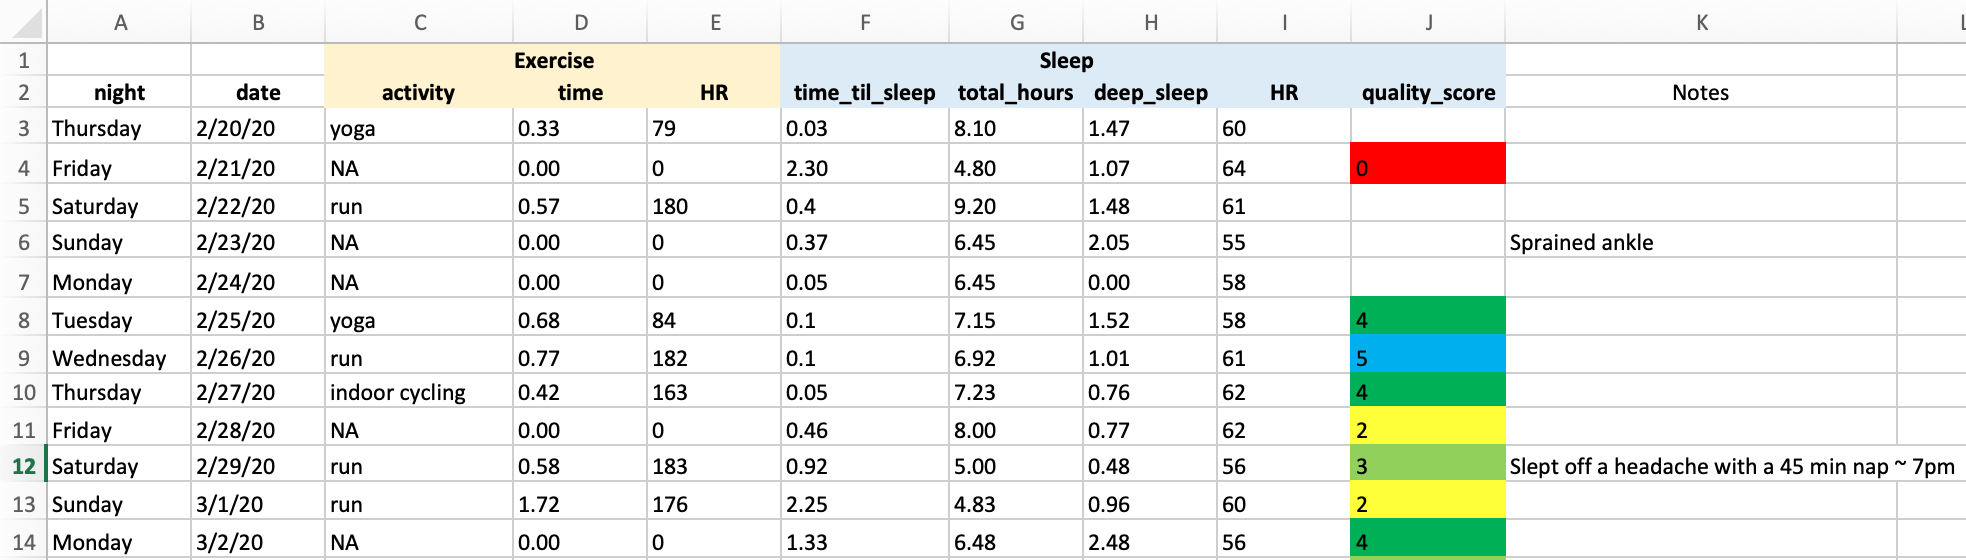 A B C D E F G H I J K L
1 Exercise Sleep
2 night date activity time HR time_til_sleep total_hours deep_sleep HR quality_score Notes
3 Thursday 2/20/20 yoga 0.33 79 0.03 8.10 1.47 60
4 Friday 2/21/20 NA 0.00 0 2.30 4.80 1.07 64 0
5 Saturday 2/22/20 run 0.57 180 0.4 9.20 1.48 61
6 Sunday 2/23/20 NA 0.00 0 0.37 6.45 2.05 55 Sprained ankle
7 Monday 2/24/20 NA 0.00 0 0.05 6.45 0.00 58
8 Tuesday 2/25/20 yoga 0.68 84 0.1 7.15 1.52 58 4
9 Wednesday 2/26/20 run 0.77 182 0.1 6.92 1.01 61 5
10 Thursday 2/27/20 indoor cycling 0.42 163 0.05 7.23 0.76 62 4
11 Friday 2/28/20 NA 0.00 0 0.46 8.00 0.77 62 2
12 Saturday 2/29/20 run 0.58 183 0.92 5.00 0.48 56 3 Slept off a headache with a 45 min nap ~ 7pm
13 Sunday 3/1/20 run 1.72 176 2.25 4.83 0.96 60 2
14 Monday 3/2/20 NA 0.00 0 1.33 6.48 2.48 56 4